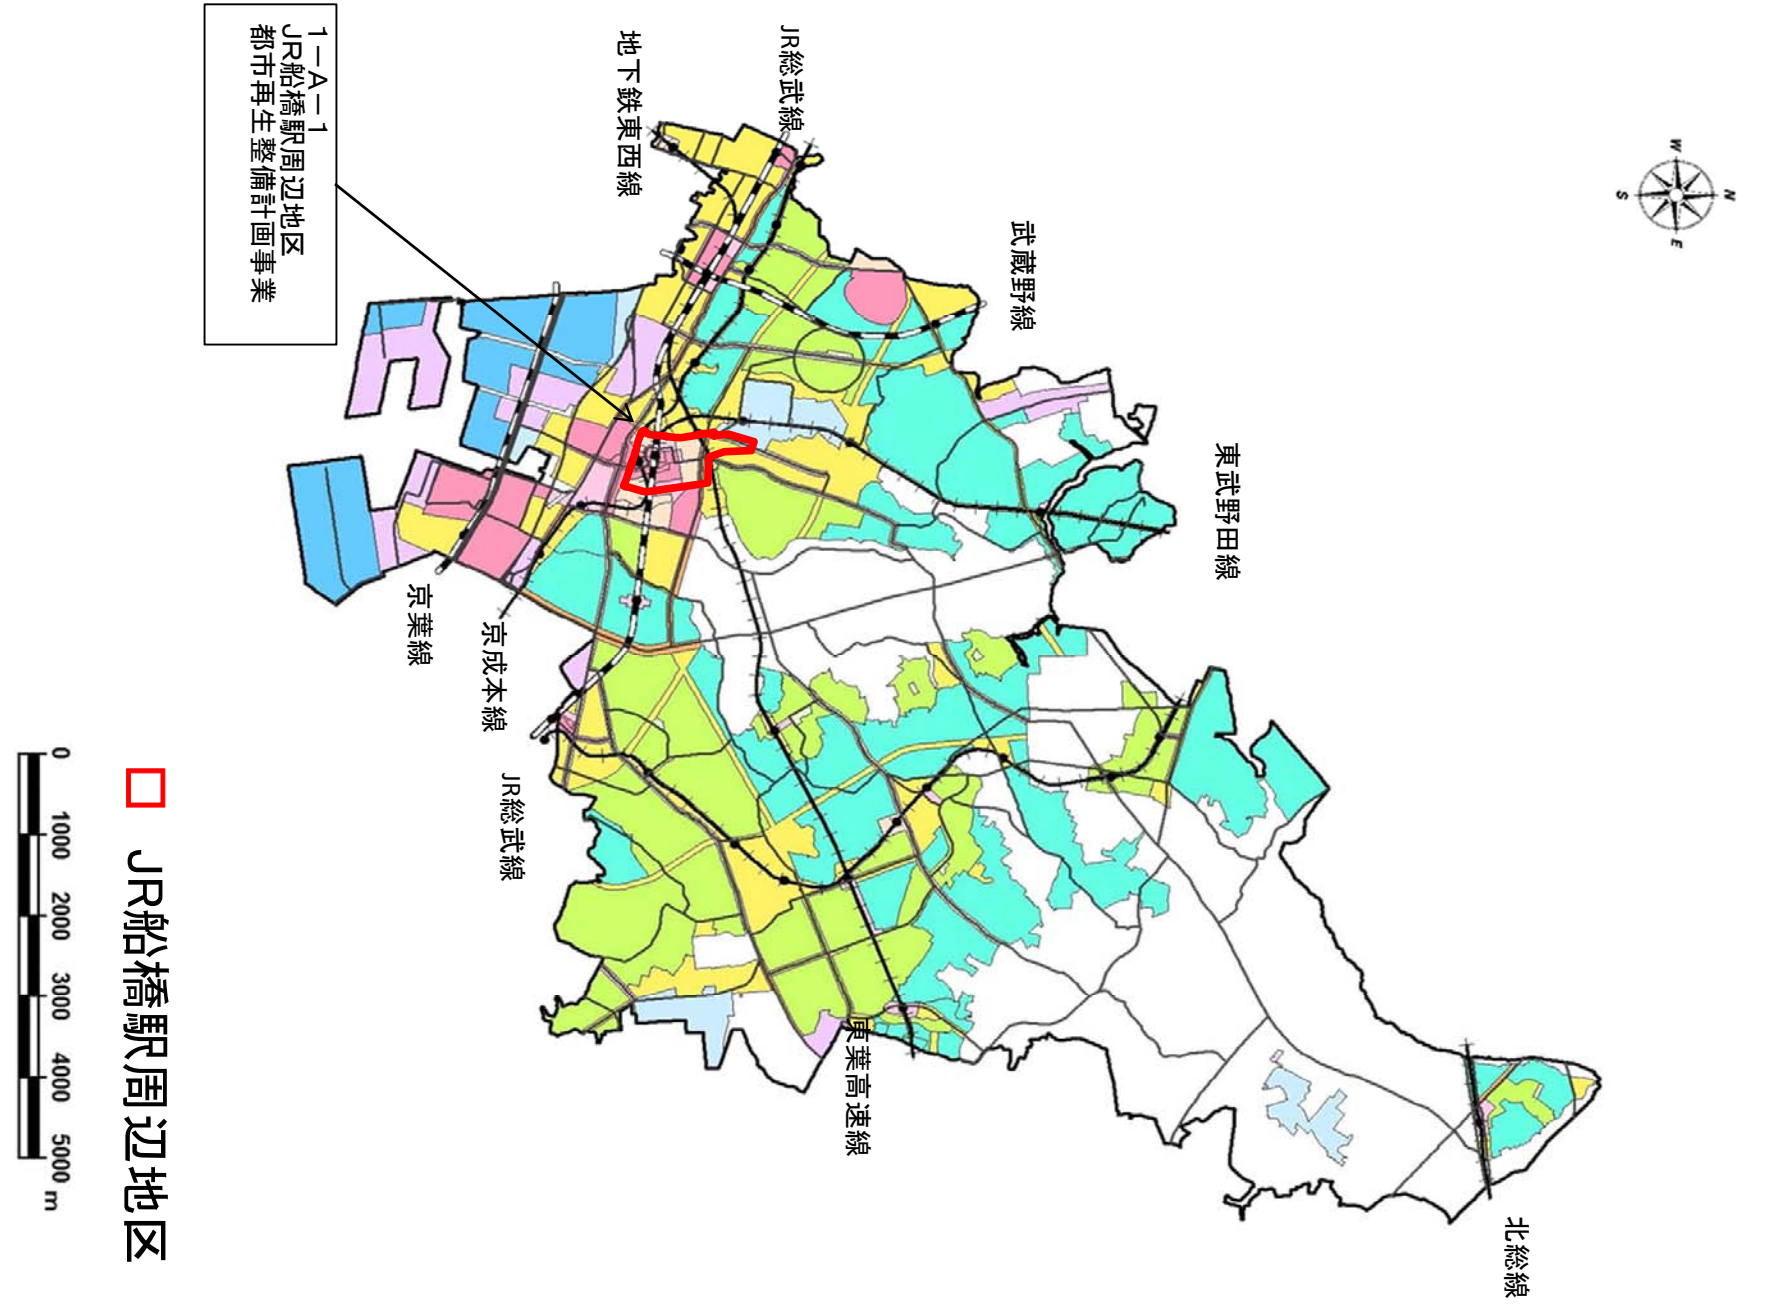 1－A－1
JR船橋駅周辺地区
都市再生整備計画事業
地下鉄東西線
JR総武線
武蔵野線
東武野田線
京葉線
京成本線
JR総武線
東葉高速線
北総線
W
N
S
E
JR船橋駅周辺地区
0 1000 2000 3000 4000 5000 m